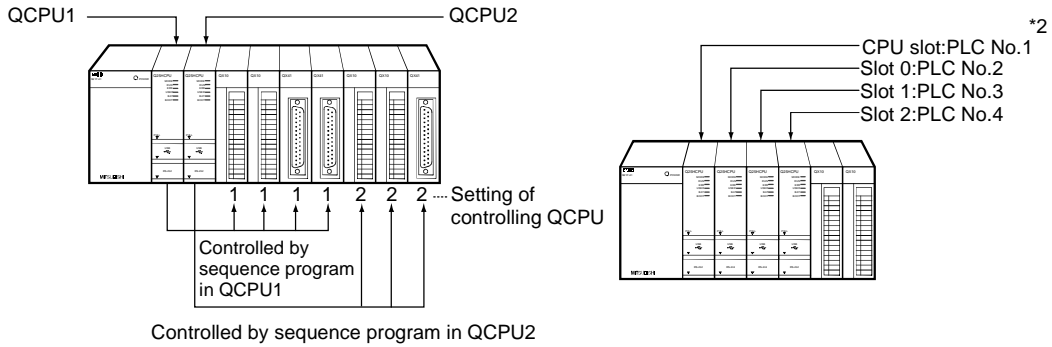 QCPU1
QCPU2
MITSUBISHI
1 1 1 1 2 2 2
Setting of
controlling QCPU
Controlled by
sequence program
in QCPU1
Controlled by sequence program in QCPU2
*2
CPU slot:PLC No.1
Slot 0:PLC No.2
Slot 1:PLC No.3
Slot 2:PLC No.4
MITSUBISHI